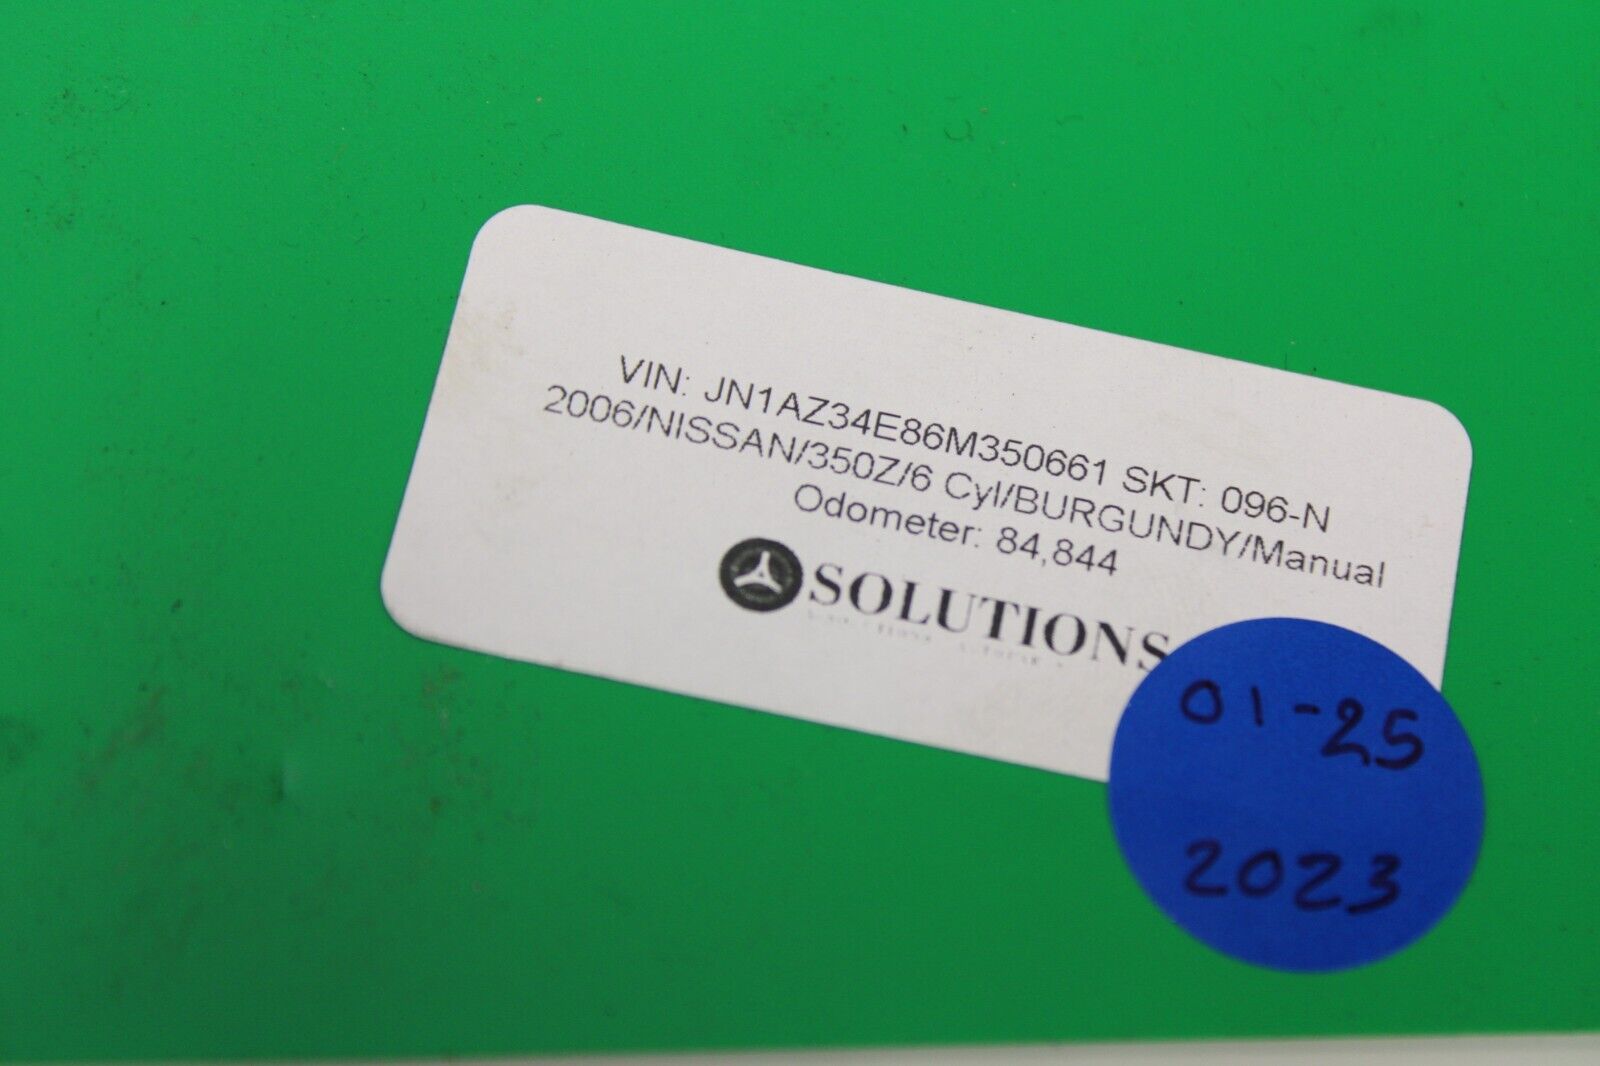 VIN: JN1AZ34E86M350661 SKT: 096-N
2006/NISSAN/350Z/6 Cyl/BURGUNDY/Manual
Odometer: 84,844
SOLUTIONS
01-25
2023